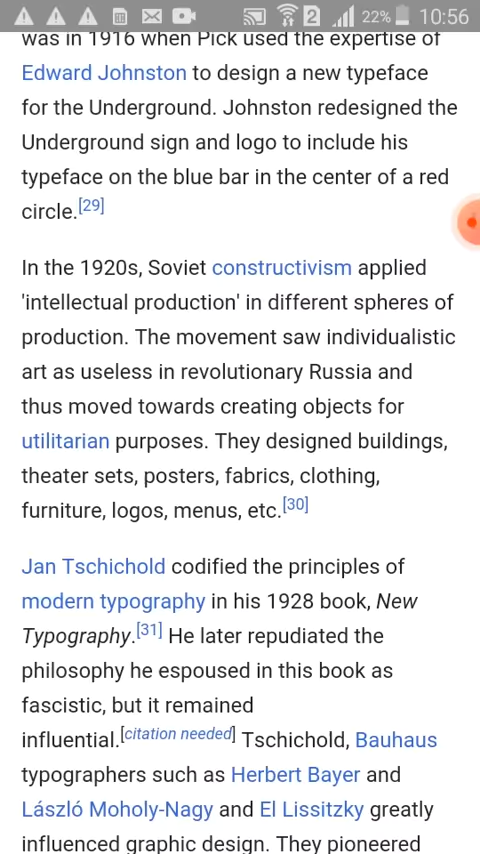 2 22% 10:56
was in 1916 when Pick used the expertise of
Edward Johnston to design a new typeface
for the Underground. Johnston redesigned the
Underground sign and logo to include his
typeface on the blue bar in the center of a red
circle.[29]
In the 1920s, Soviet constructivism applied
'intellectual production' in different spheres of
production. The movement saw individualistic
art as useless in revolutionary Russia and
thus moved towards creating objects for
utilitarian purposes. They designed buildings,
theater sets, posters, fabrics, clothing,
furniture, logos, menus, etc.[30]
Jan Tschichold codified the principles of
modern typography in his 1928 book, New
Typography.[31] He later repudiated the
philosophy he espoused in this book as
fascistic, but it remained
influential.[citation needed] Tschichold, Bauhaus
typographers such as Herbert Bayer and
László Moholy-Nagy and El Lissitzky greatly
influenced graphic design. They pioneered